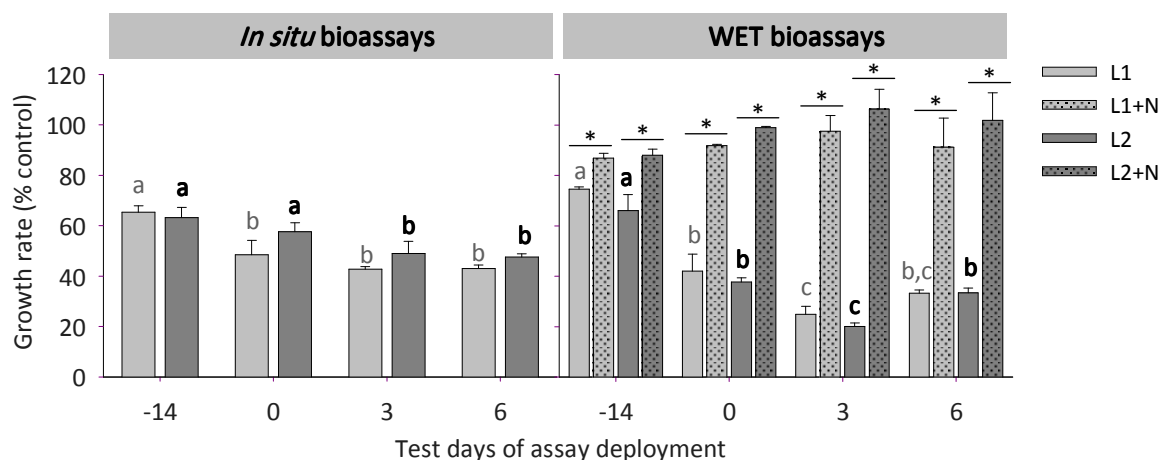 In situ bioassays
WET bioassays
L1
L1+N
L2
L2+N
Growth rate (% control)
120
100
80
60
40
20
0
a
a
b
a
b
b
b
b
*
*
*
*
*
*
*
*
a
a
b
b
c
c
b,c
b
-14
0
3
6
-14
0
3
6
Test days of assay deployment